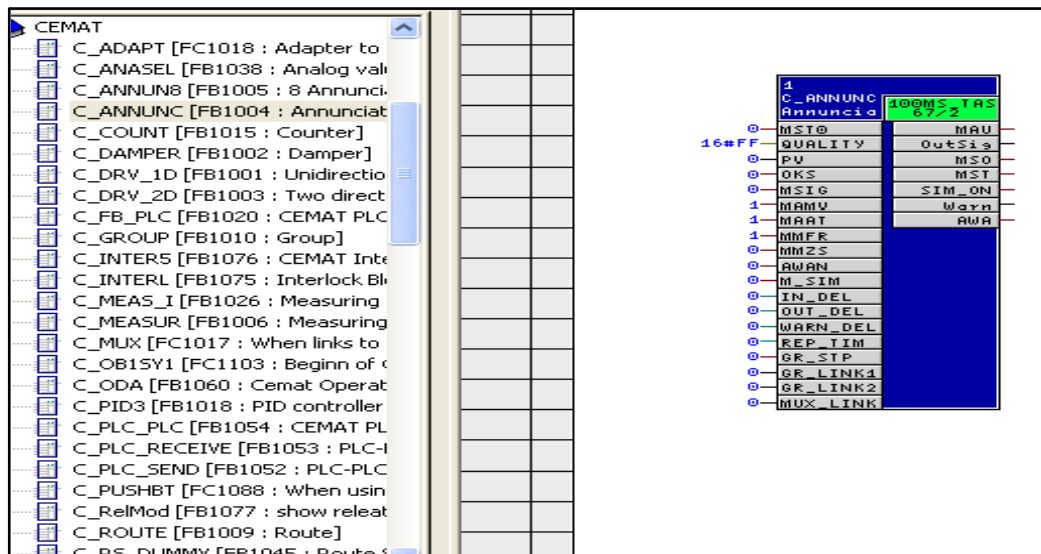 CEMAT
C_ADAPT [FC1018 : Adapter to
C_ANASEL [FB1038 : Analog valu
C_ANNUN8 [FB1005 : 8 Annuncia
C_ANNUNC [FB1004 : Annunciat
C_COUNT [FB1015 : Counter]
C_DAMPER [FB1002 : Damper]
C_DRV_1D [FB1001 : Unidirectio
C_DRV_2D [FB1003 : Two direct
C_FB_PLC [FB1020 : CEMAT PLC
C_GROUP [FB1010 : Group]
C_INTER5 [FB1076 : CEMAT Inte
C_INTERL [FB1075 : Interlock Bl
C_MEAS_I [FB1026 : Measuring
C_MEASUR [FB1006 : Measuring
C_MUX [FC1017 : When links to
C_OB1SY1 [FC1103 : Beginn of
C_ODA [FB1060 : Cemat Operat
C_PID3 [FB1018 : PID controller
C_PLC_PLC [FB1054 : CEMAT PL
C_PLC_RECEIVE [FB1053 : PLC-
C_PLC_SEND [FB1052 : PLC-PLC
C_PUSHBT [FC1088 : When usin
C_RelMod [FB1077 : show releat
C_ROUTE [FB1009 : Route]
C_RS_DUMMY [FB1045 : Route
1
C_ANNUNC
Annuncia
100MS_TAS
67/2
0 MST0 MAU
16#FF QUALITY OutSig
0 PV MSO
0 OKS MST
0 MSIG SIM_ON
1 MAMV Warn
1 MAAT AWA
1 MMFR
0 MMZS
0 AWAN
0 M_SIM
0 IN_DEL
0 OUT_DEL
0 WARN_DEL
0 REP_TIM
0 GR_STP
0 GR_LINK1
0 GR_LINK2
0 MUX_LINK